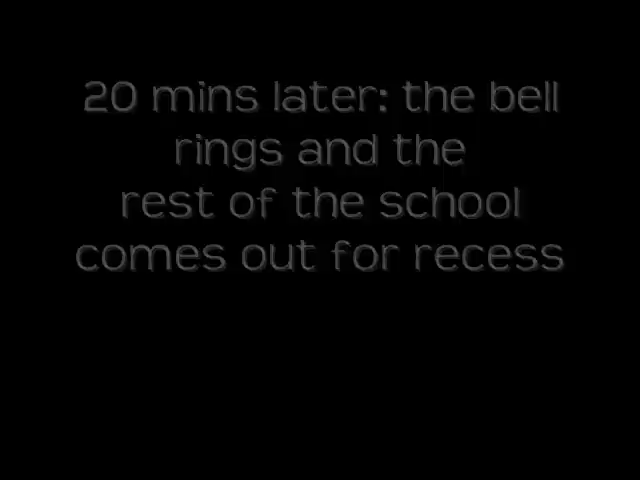 20 mins later: the bell
rings and the
rest of the school
comes out for recess